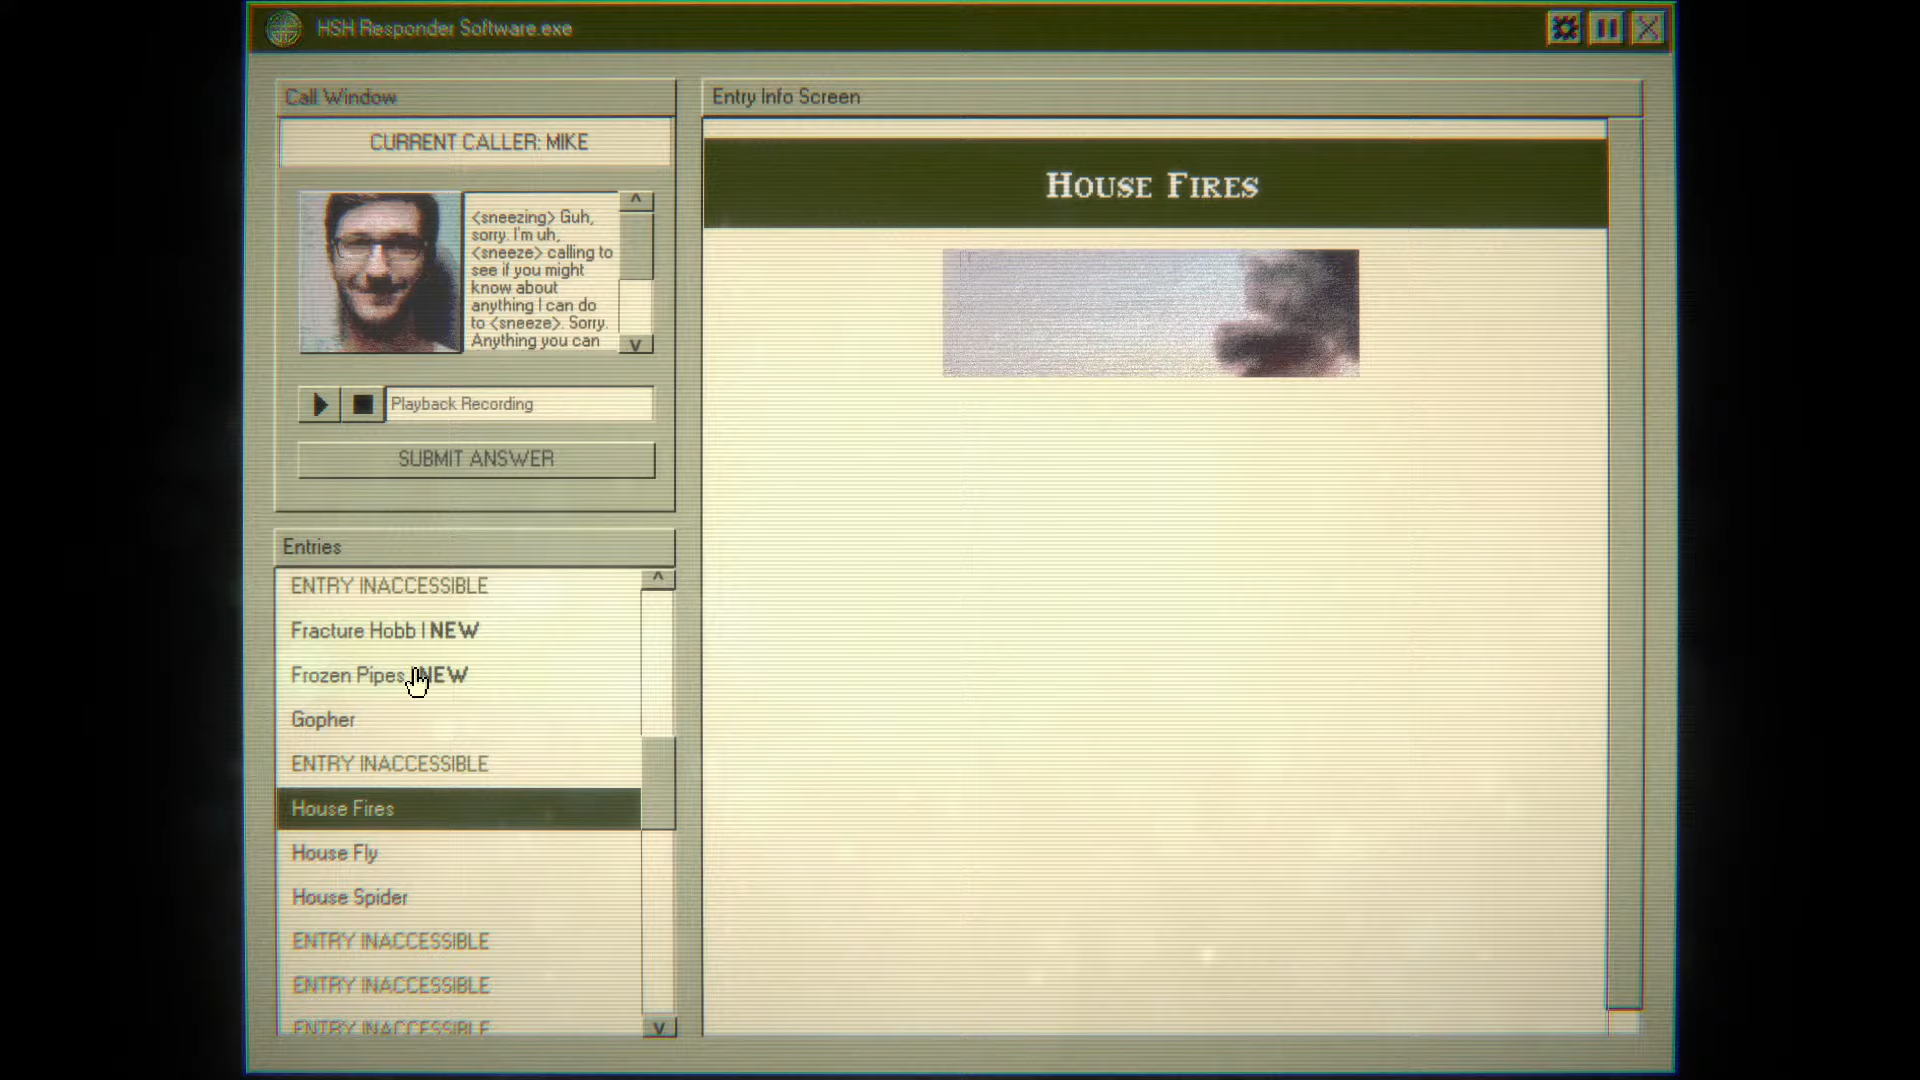 HSH Responder Software.exe
Call Window
CURRENT CALLER: MIKE
<sneezing> Guh,
sorry. I'm uh,
<sneeze> calling to
see if you might
know about
anything I can do
to <sneeze>. Sorry.
Anything you can
Playback Recording
SUBMIT ANSWER
Entries
ENTRY INACCESSIBLE
Fracture Hobb | NEW
Frozen Pipes NEW
Gopher
ENTRY INACCESSIBLE
House Fires
House Fly
House Spider
ENTRY INACCESSIBLE
ENTRY INACCESSIBLE
ENTRY INACCESSIBLE
Entry Info Screen
House Fires